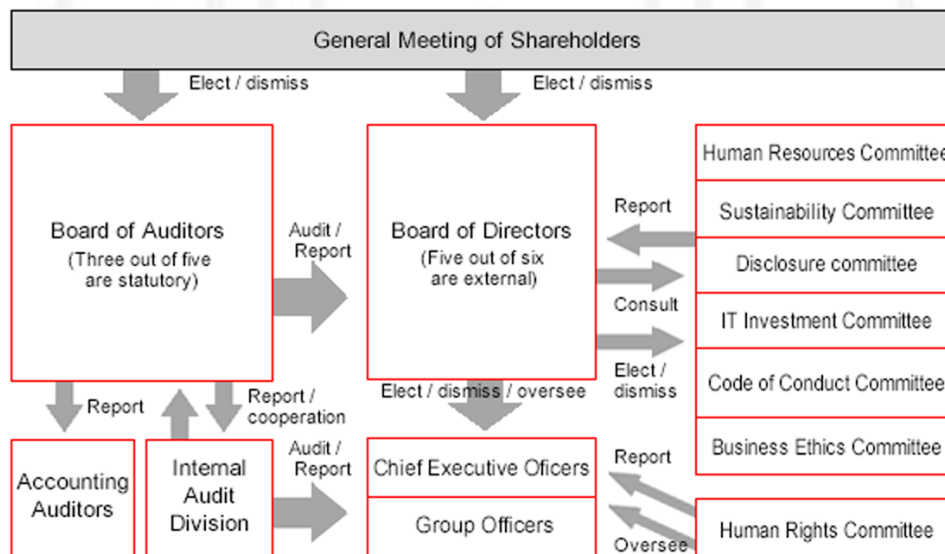 General Meeting of Shareholders
Elect / dismiss
Elect / dismiss
Board of Auditors
(Three out of five
are statutory)
Audit /
Report
Board of Directors
(Five out of six
are external)
Report
Consult
Elect /
dismiss
Human Resources Committee
Sustainability Committee
Disclosure committee
IT Investment Committee
Code of Conduct Committee
Business Ethics Committee
Report
Report /
cooperation
Elect / dismiss / oversee
Accounting
Auditors
Internal
Audit
Division
Audit /
Report
Chief Executive Oficers
Group Officers
Report
Oversee
Human Rights Committee